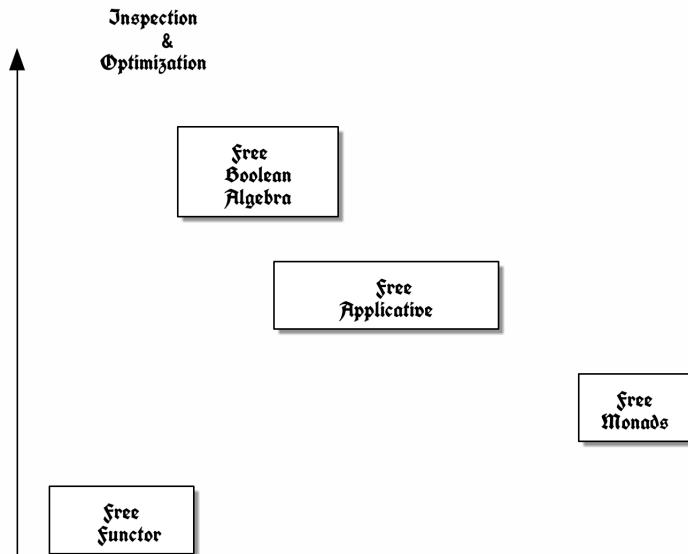 Inspection
&
Optimization
Free
Boolean
Algebra
Free
Applicative
Free
Monads
Free
Functor